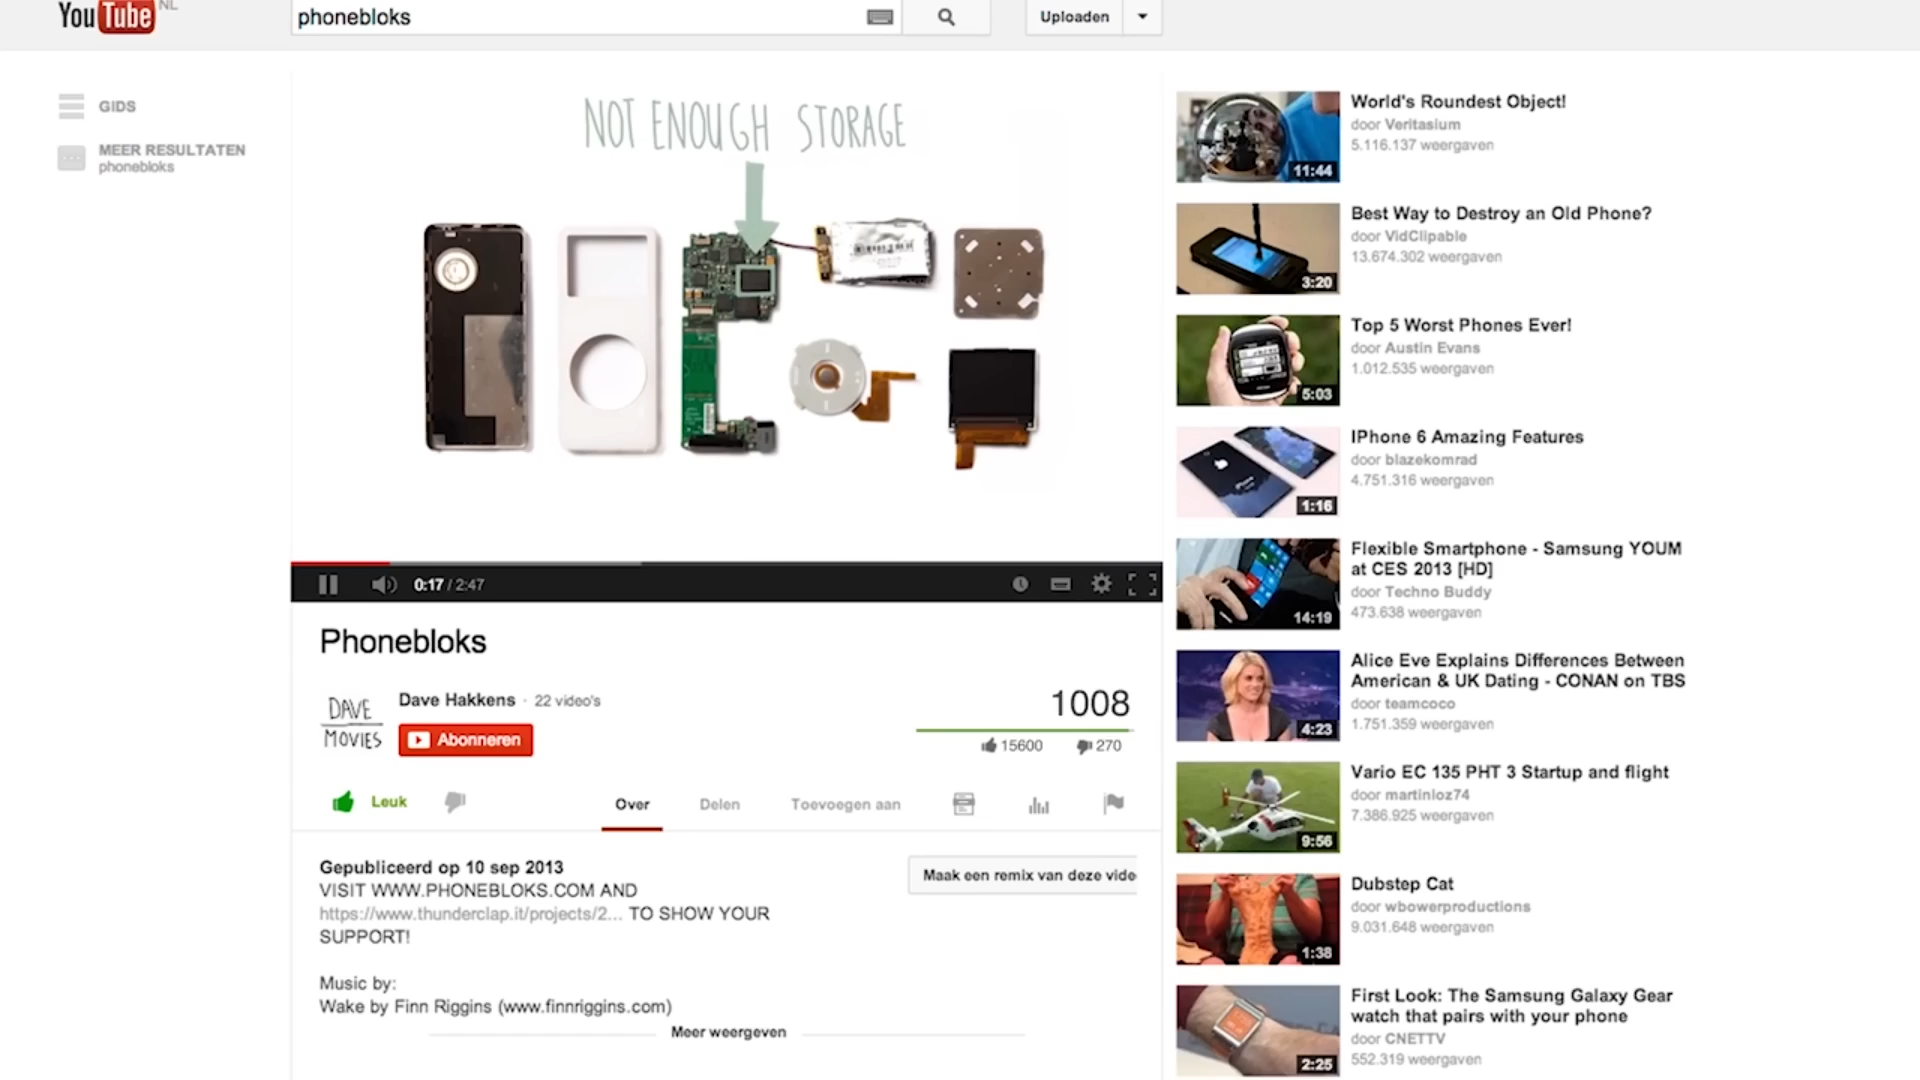 You Tube NL
phonebloks
Uploaden
GIDS
MEER RESULTATEN
phonebloks
NOT ENOUGH STORAGE
0:17 / 2:47
Phonebloks
DAVE
MOVIES
Dave Hakkens · 22 video's
Abonneren
1008
15600
270
Leuk
Over
Delen
Toevoegen aan
Gepubliceerd op 10 sep 2013
VISIT WWW.PHONEBLOKS.COM AND
https://www.thunderclap.it/projects/2... TO SHOW YOUR
SUPPORT!
Maak een remix van deze vide
Music by:
Wake by Finn Riggins (www.finnriggins.com)
Meer weergeven
11:44
World's Roundest Object!
door Veritasium
5.116.137 weergaven
3:20
Best Way to Destroy an Old Phone?
door VidClipable
13.674.302 weergaven
5:03
Top 5 Worst Phones Ever!
door Austin Evans
1.012.535 weergaven
1:16
IPhone 6 Amazing Features
door blazekomrad
4.751.316 weergaven
14:19
Flexible Smartphone - Samsung YOUM
at CES 2013 [HD]
door Techno Buddy
473.638 weergaven
4:23
Alice Eve Explains Differences Between
American & UK Dating - CONAN on TBS
door teamcoco
1.751.359 weergaven
9:56
Vario EC 135 PHT 3 Startup and flight
door martinloz74
7.386.925 weergaven
1:38
Dubstep Cat
door wbowerproductions
9.031.648 weergaven
2:25
First Look: The Samsung Galaxy Gear
watch that pairs with your phone
door CNETTV
552.319 weergaven